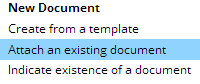 New Document
Create from a template
Attach an existing document
Indicate existence of a document